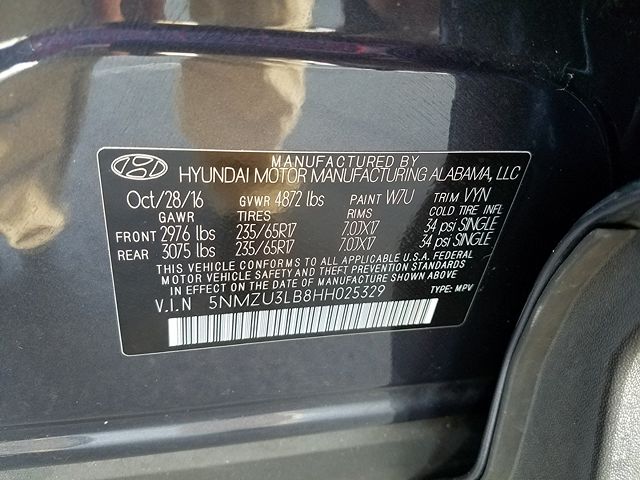 MANUFACTURED BY
HYUNDAI MOTOR MANUFACTURING ALABAMA, LLC
Oct/28/16 GVWR 4872 lbs PAINT W7U TRIM VYN
GAWR TIRES RIMS COLD TIRE INFL
FRONT 2976 lbs 235/65R17 7.0JX17 34 psi SINGLE
REAR 3075 lbs 235/65R17 7.0JX17 34 psi SINGLE
THIS VEHICLE CONFORMS TO ALL APPLICABLE U.S.A. FEDERAL
MOTOR VEHICLE SAFETY AND THEFT PREVENTION STANDARDS
IN EFFECT ON THE DATE OF MANUFACTURE SHOWN ABOVE.
V.I.N 5NMZU3LB8HH025329 TYPE: MPV